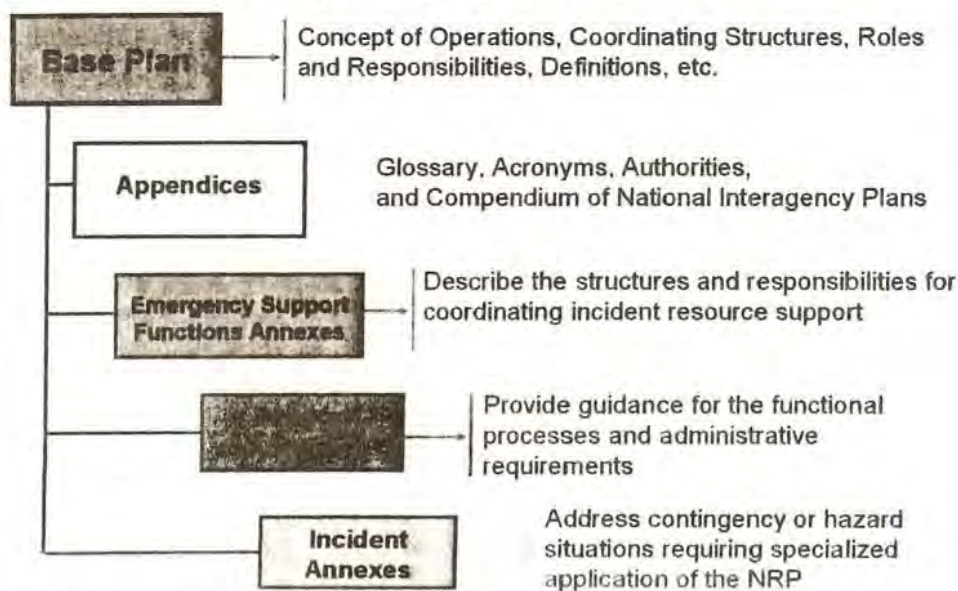 Base Plan
Concept of Operations, Coordinating Structures, Roles
and Responsibilities, Definitions, etc.
Appendices
Glossary, Acronyms, Authorities,
and Compendium of National Interagency Plans
Emergency Support
Functions Annexes
Describe the structures and responsibilities for
coordinating incident resource support
Provide guidance for the functional
processes and administrative
requirements
Incident
Annexes
Address contingency or hazard
situations requiring specialized
application of the NRP